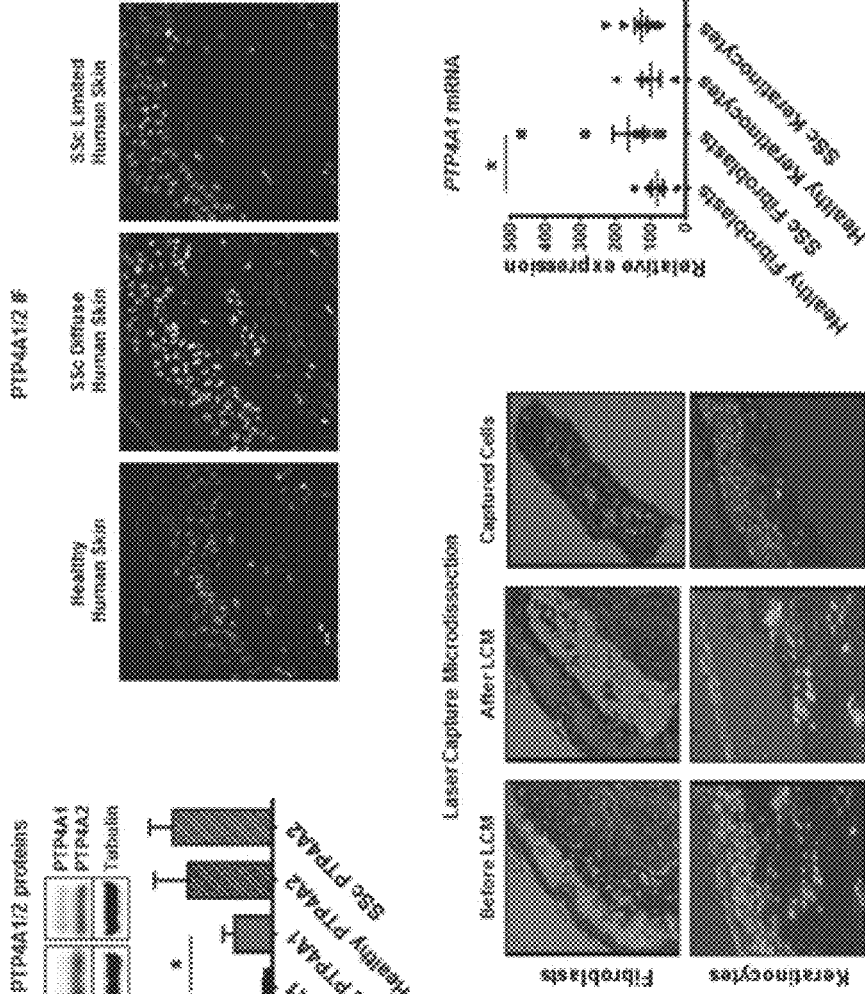 PTP4A1/2 proteins
PTP4A1
PTP4A2
Tubulin
*
PTP4A1
Healthy PTP4A2
SSc PTP4A2
PTP4A1/2 IF
Healthy
Human Skin
SSc Diffuse
Human Skin
SSc Limited
Human Skin
Laser Capture Microdissection
Before LCM
After LCM
Captured Cells
Fibroblasts
Keratinocytes
PTP4A1 mRNA
*
Relative expression
500
400
300
200
100
0
Healthy Fibroblasts
SSc Fibroblasts
Healthy Keratinocytes
SSc Keratinocytes